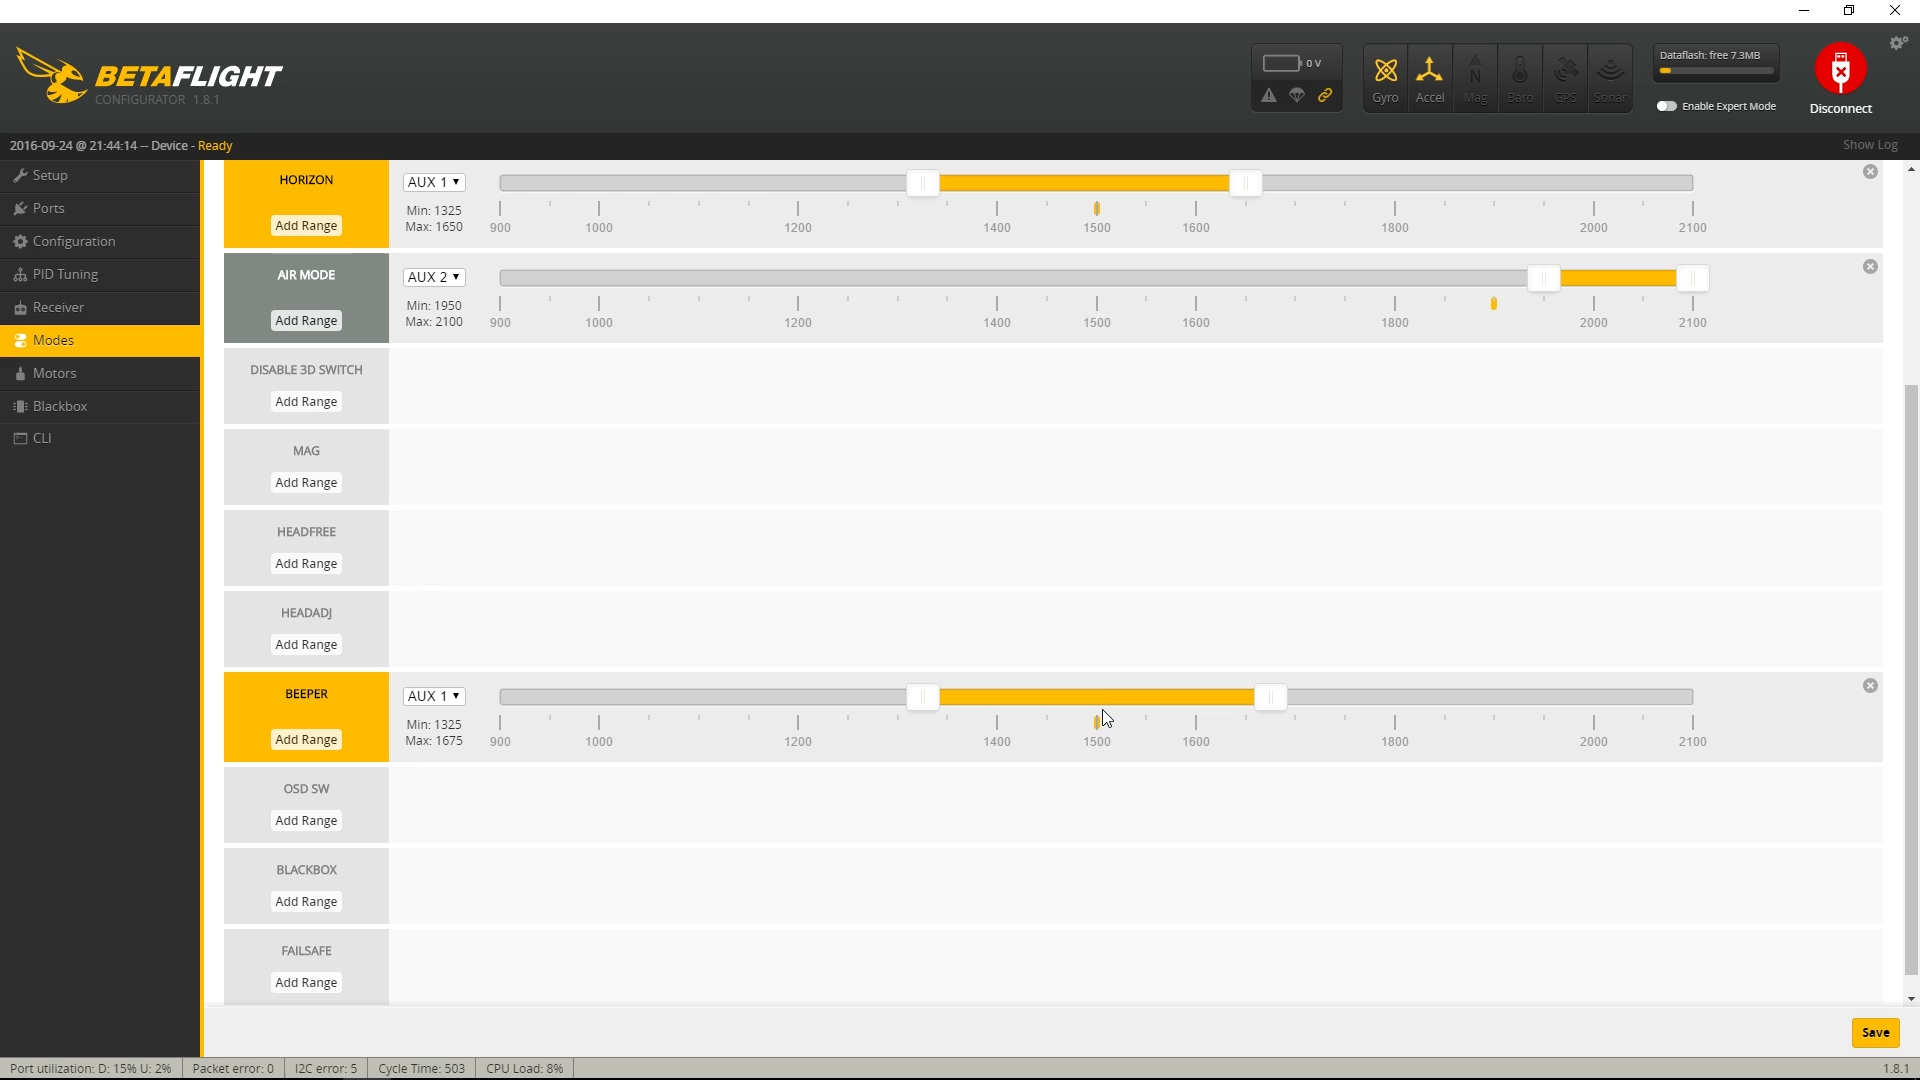 BETAFLIGHT
CONFIGURATOR 1.8.1
0 V
Gyro
Accel
Mag
Baro
GPS
Sonar
Dataflash: free 7.3MB
Enable Expert Mode
Disconnect
2016-09-24 @ 21:44:14 -- Device - Ready
Show Log
Setup
Ports
Configuration
PID Tuning
Receiver
Modes
Motors
Blackbox
CLI
HORIZON
Add Range
AUX 1
Min: 1325
Max: 1650
900 1000 1200 1400 1500 1600 1800 2000 2100
AIR MODE
Add Range
AUX 2
Min: 1950
Max: 2100
900 1000 1200 1400 1500 1600 1800 2000 2100
DISABLE 3D SWITCH
Add Range
MAG
Add Range
HEADFREE
Add Range
HEADADJ
Add Range
BEEPER
Add Range
AUX 1
Min: 1325
Max: 1675
900 1000 1200 1400 1500 1600 1800 2000 2100
OSD SW
Add Range
BLACKBOX
Add Range
FAILSAFE
Add Range
Save
Port utilization: D: 15% U: 2% Packet error: 0 I2C error: 5 Cycle Time: 503 CPU Load: 8% 1.8.1